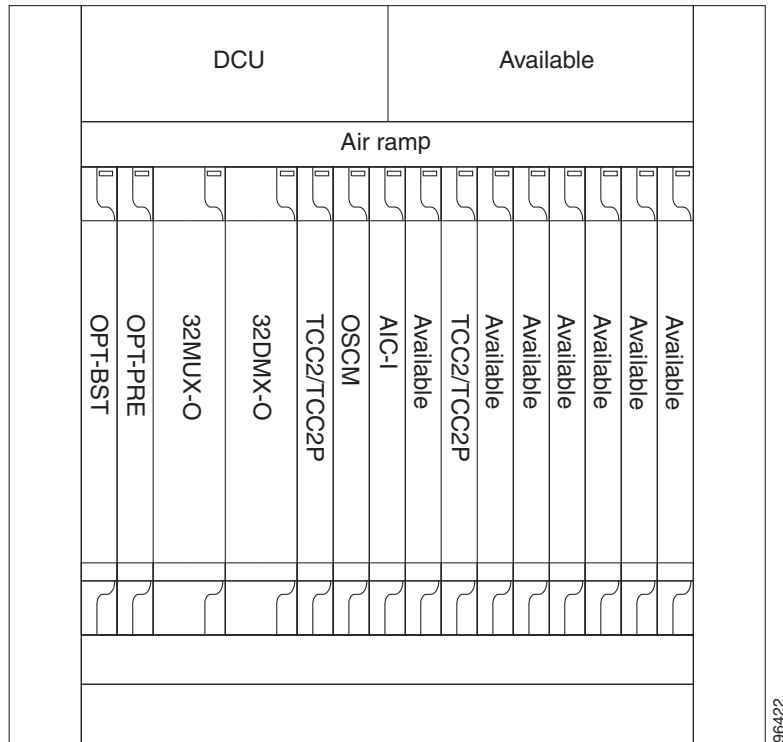 DCU
Available
Air ramp
OPT-BST
OPT-PRE
32MUX-O
32DMX-O
TCC2/TCC2P
OSCM
AIC-I
Available
TCC2/TCC2P
Available
Available
Available
Available
Available
Available
96422